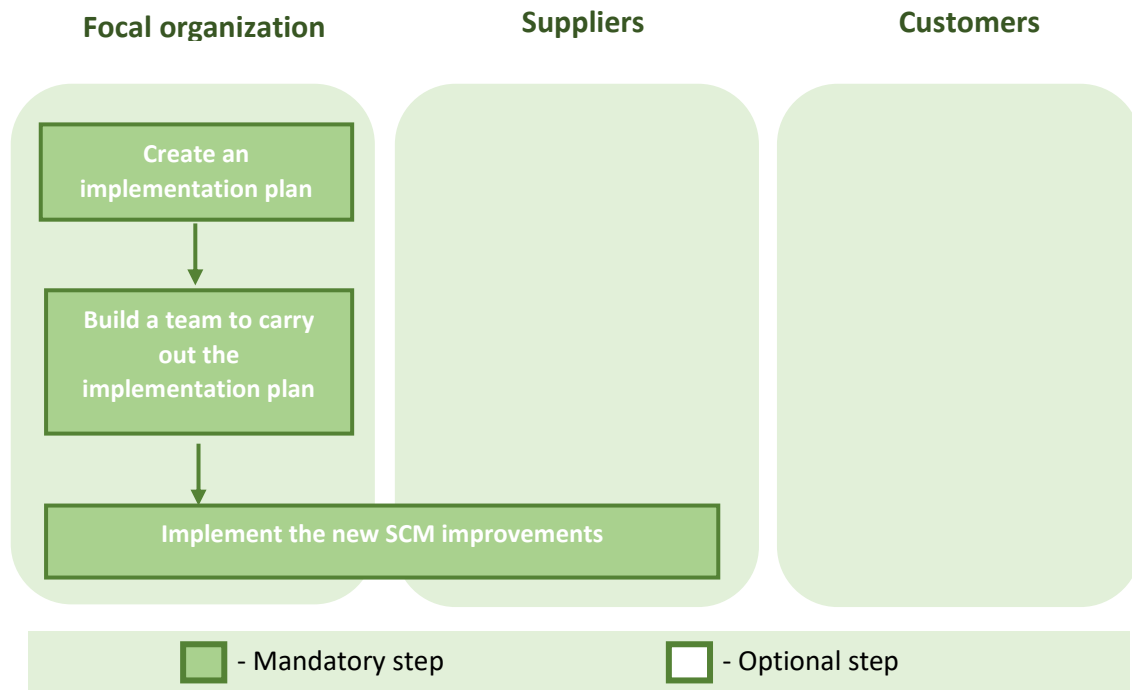 Focal organization
Suppliers
Customers
Create an
implementation plan
Build a team to carry
out the
implementation plan
Implement the new SCM improvements
- Mandatory step
- Optional step